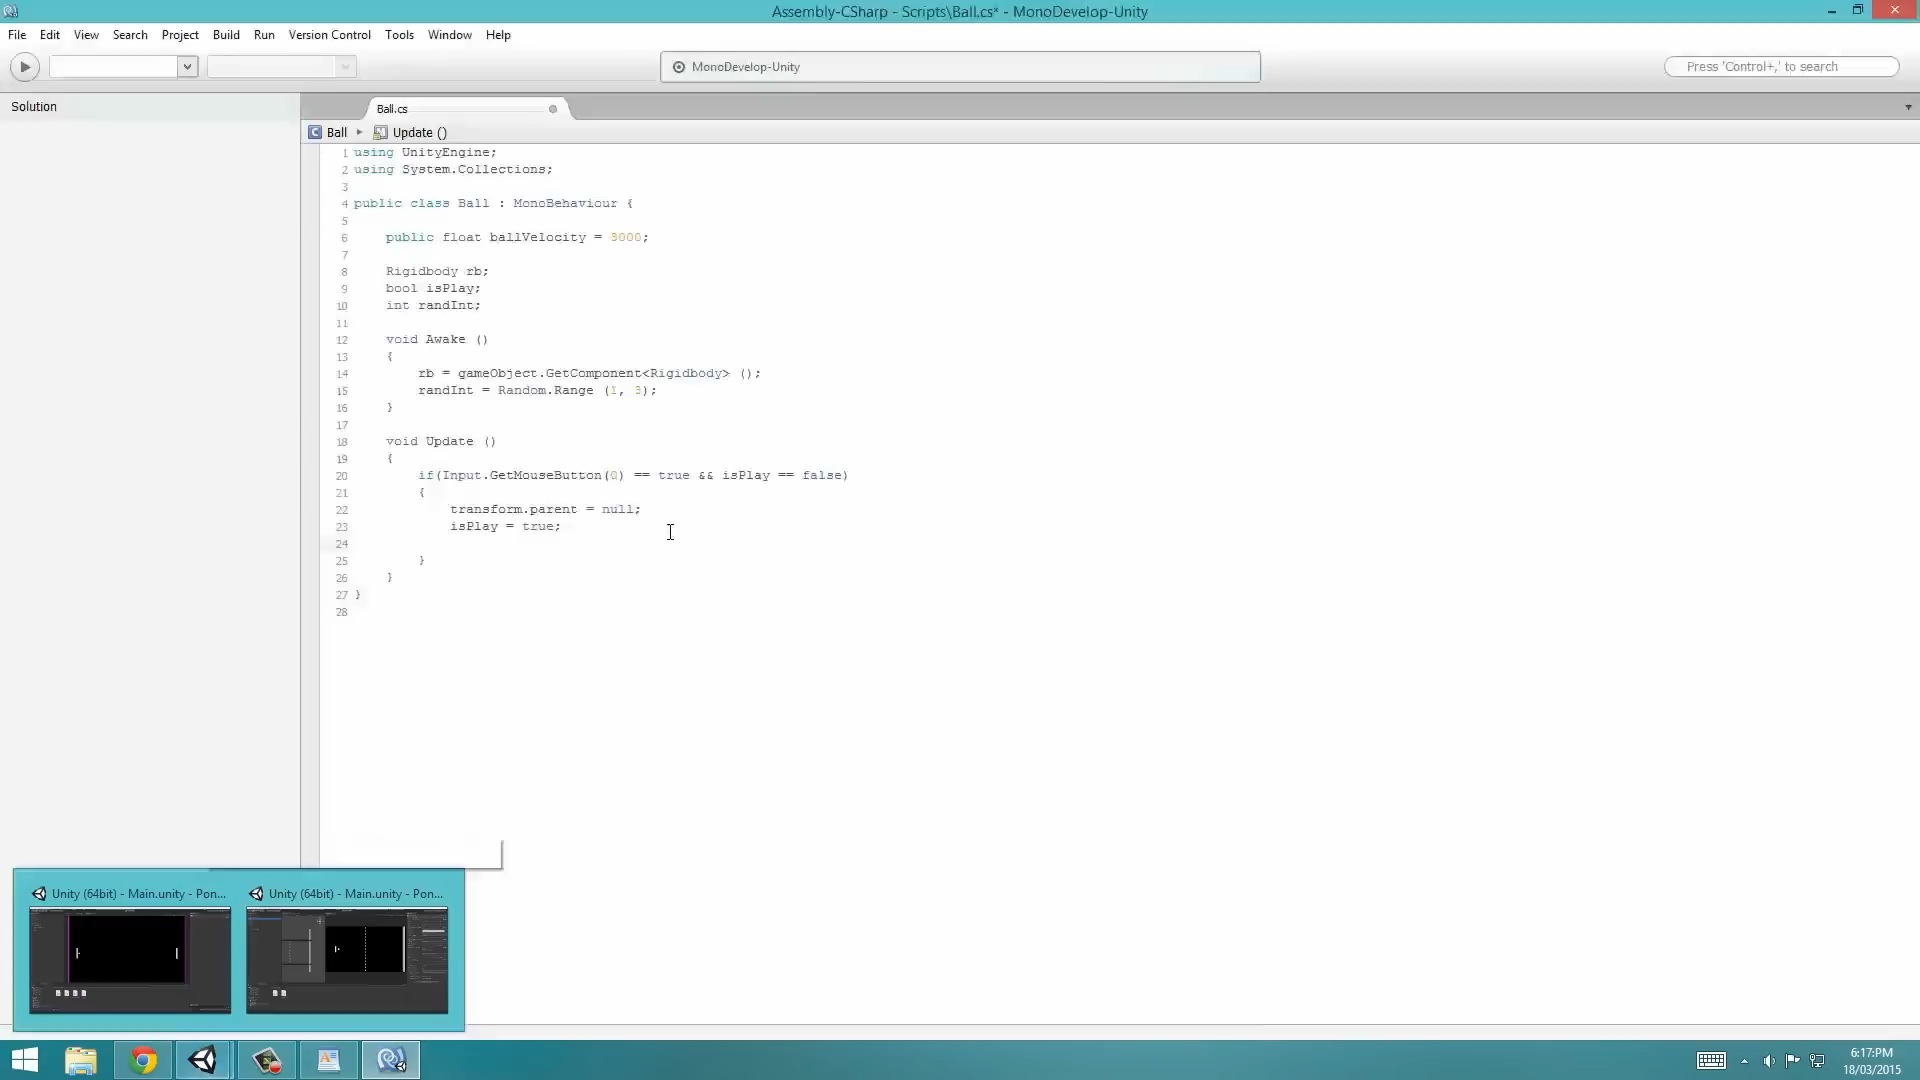 Assembly-CSharp - Scripts\Ball.cs* - MonoDevelop-Unity
File Edit View Search Project Build Run Version Control Tools Window Help
MonoDevelop-Unity
Press 'Control+,' to search
Solution
Ball.cs
Ball Update ()
1 using UnityEngine;
2 using System.Collections;
3
4 public class Ball : MonoBehaviour {
5
6 public float ballVelocity = 3000;
7
8 Rigidbody rb;
9 bool isPlay;
10 int randInt;
11
12 void Awake ()
13 {
14 rb = gameObject.GetComponent<Rigidbody> ();
15 randInt = Random.Range (1, 3);
16 }
17
18 void Update ()
19 {
20 if(Input.GetMouseButton(0) == true && isPlay == false)
21 {
22 transform.parent = null;
23 isPlay = true;
24
25 }
26 }
27 }
28
Unity (64bit) - Main.unity - Pon...
Unity (64bit) - Main.unity - Pon...
6:17:PM
18/03/2015